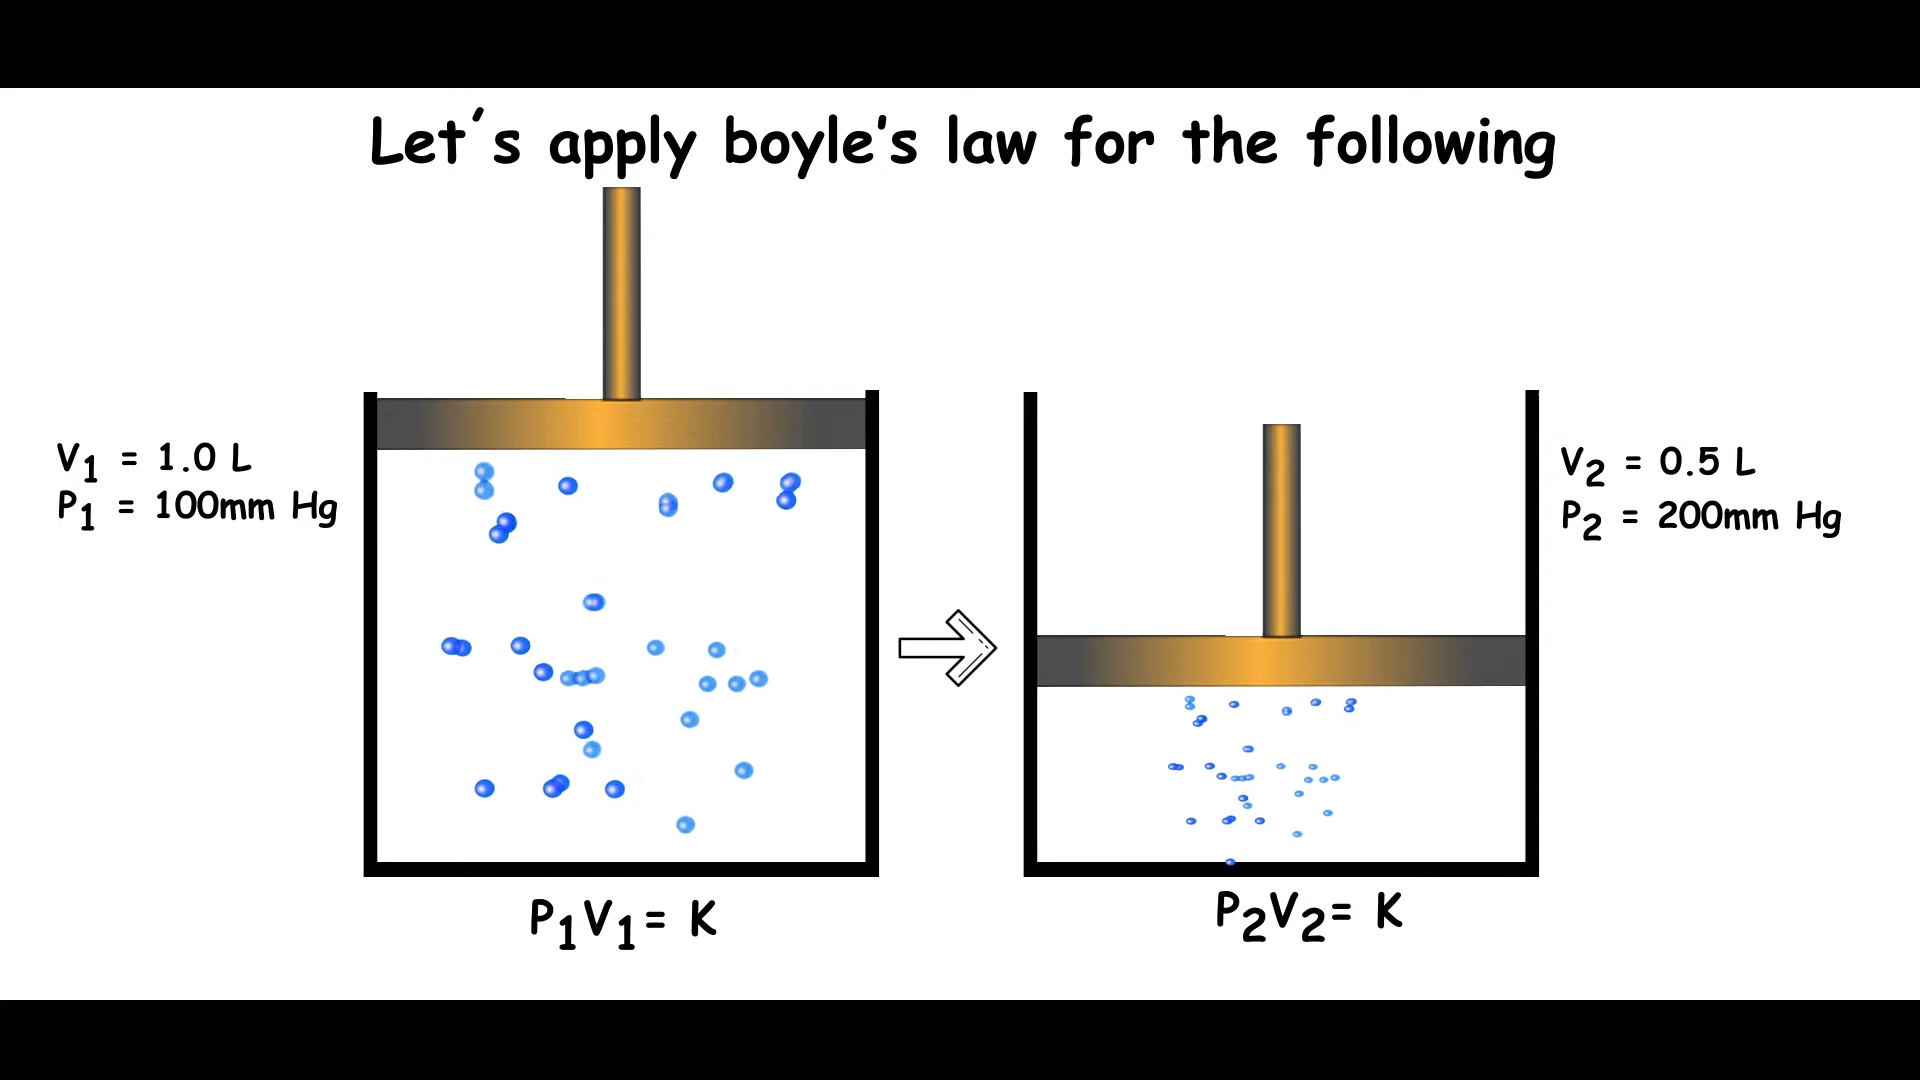 Let´s apply boyle's law for the following
V₁ = 1.0 L
P₁ = 100mm Hg
V₂ = 0.5 L
P₂ = 200mm Hg
P₁V₁= K
P₂V₂= K